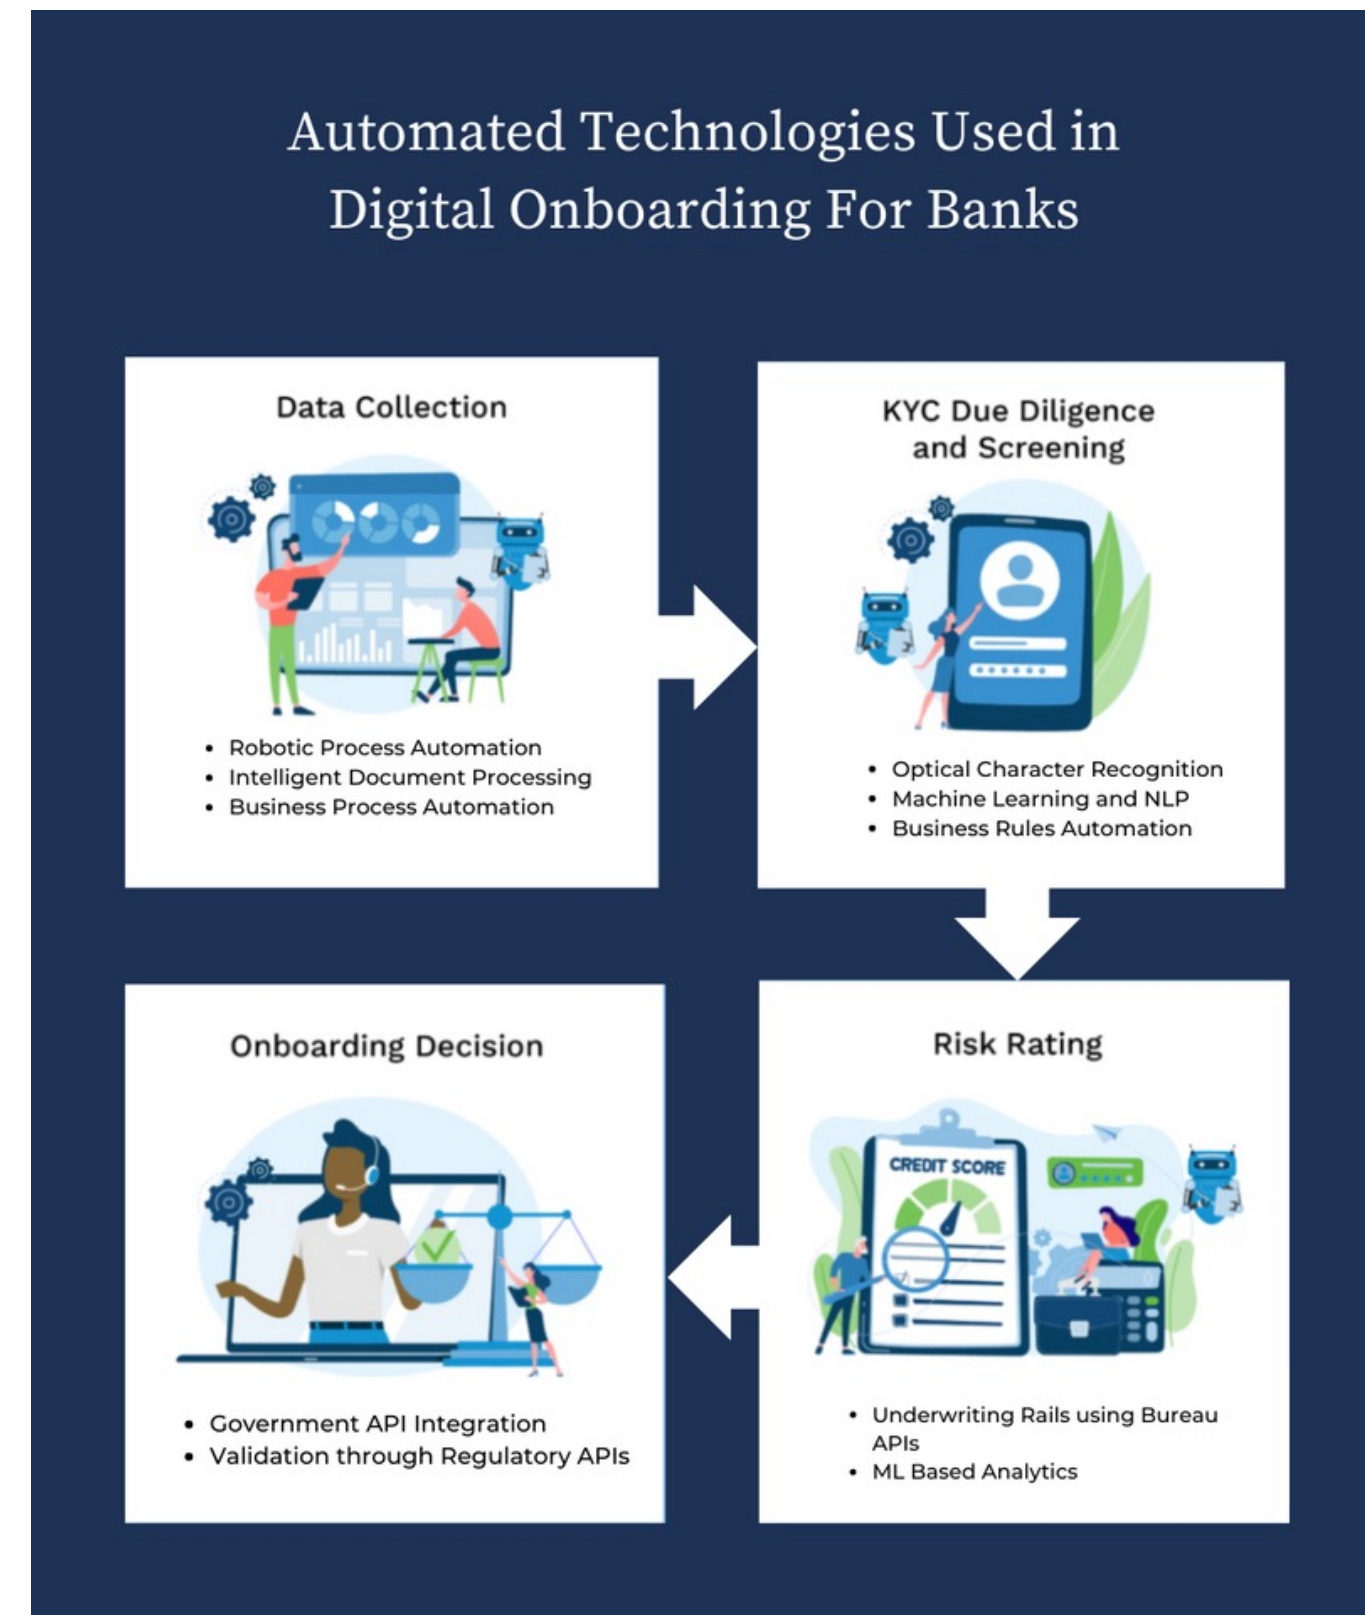 Automated Technologies Used in
Digital Onboarding For Banks
Data Collection
• Robotic Process Automation
• Intelligent Document Processing
• Business Process Automation
KYC Due Diligence
and Screening
• Optical Character Recognition
• Machine Learning and NLP
• Business Rules Automation
Risk Rating
CREDIT SCORE
• Underwriting Rails using Bureau
APIs
• ML Based Analytics
Onboarding Decision
• Government API Integration
• Validation through Regulatory APIs